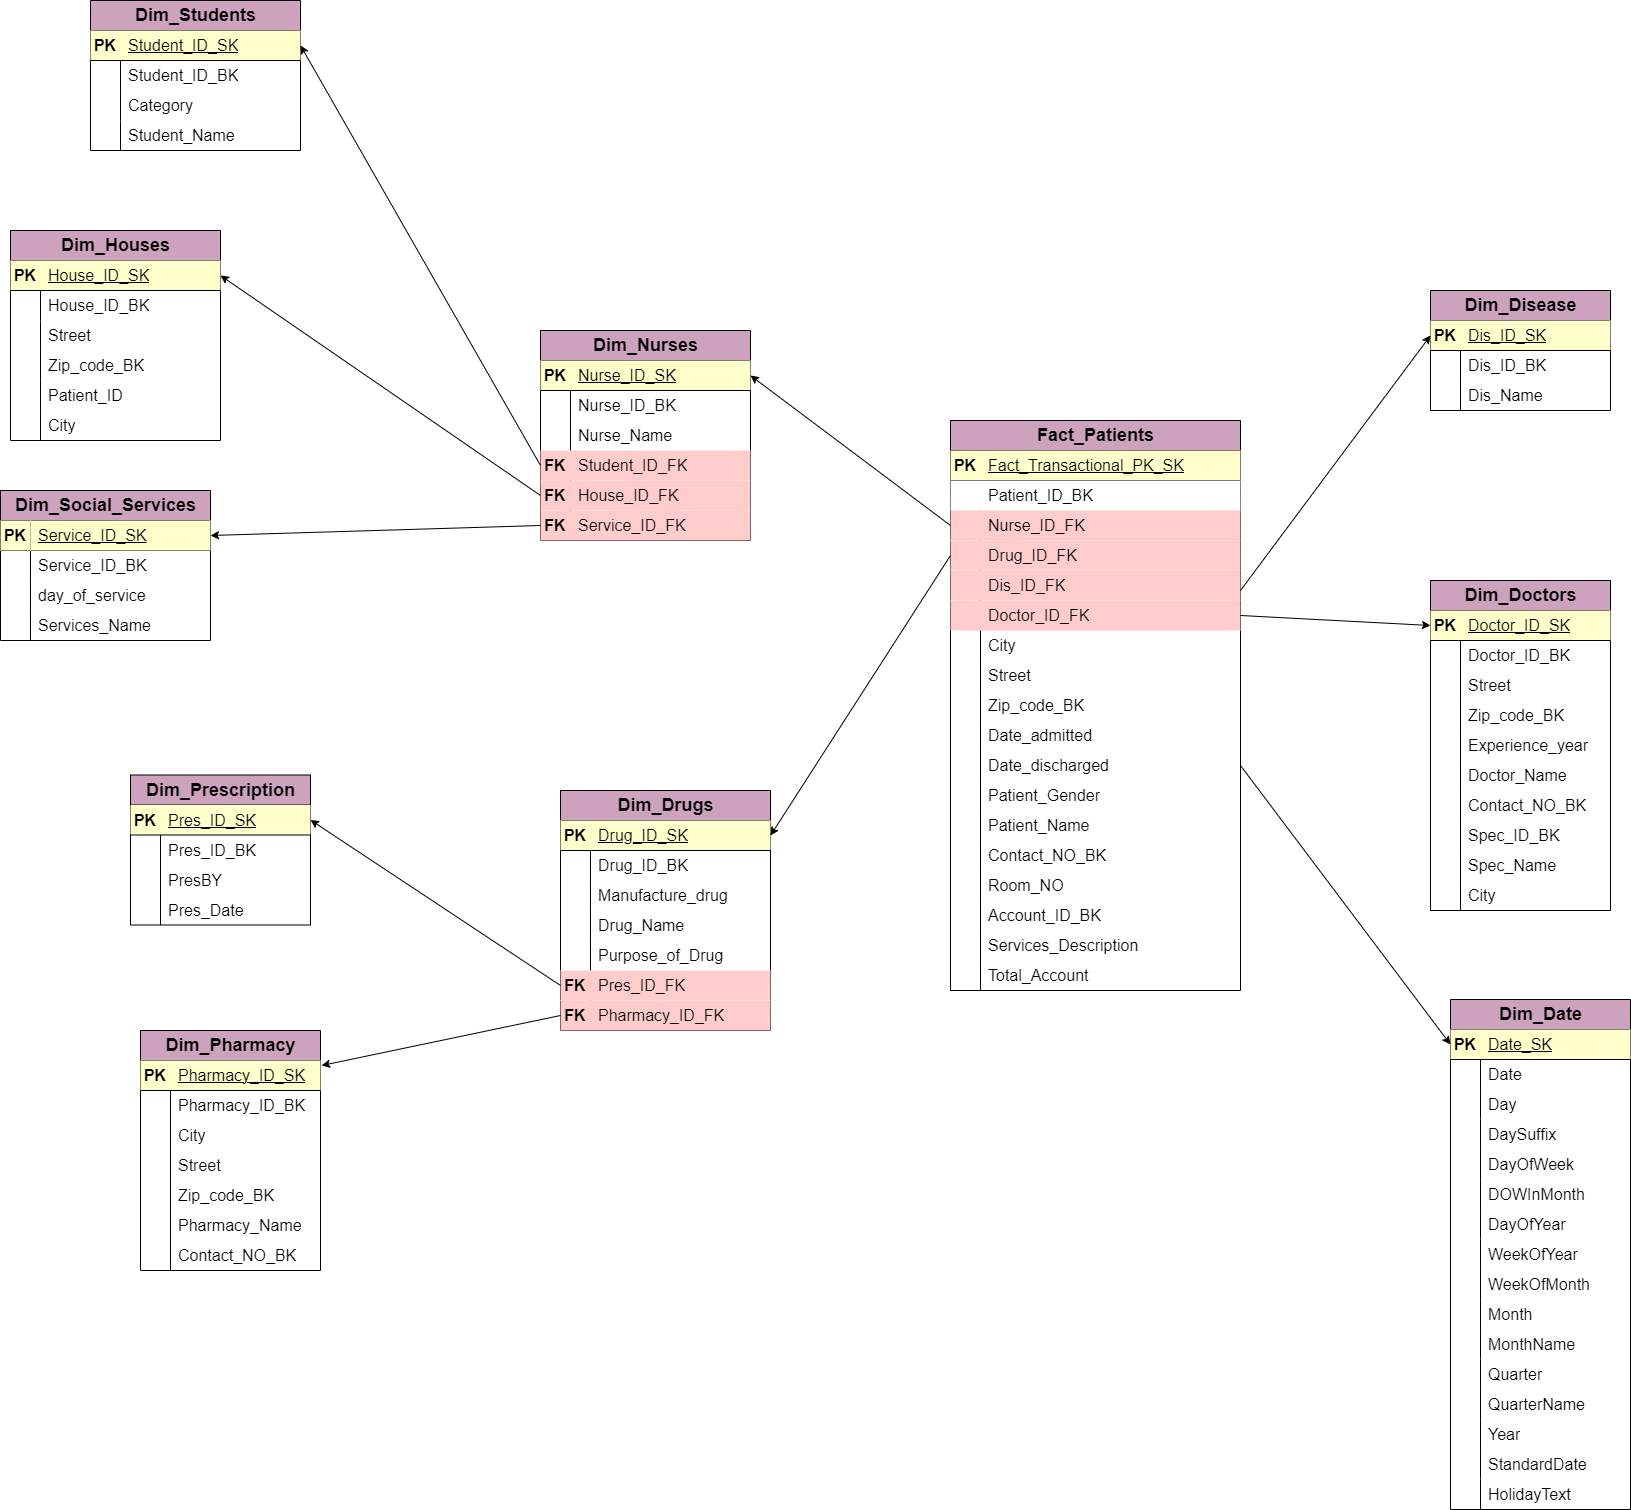 Dim_Students
PK Student_ID_SK
Student_ID_BK
Category
Student_Name
Dim_Houses
PK House_ID_SK
House_ID_BK
Street
Zip_code_BK
Patient_ID
City
Dim_Social_Services
PK Service_ID_SK
Service_ID_BK
day_of_service
Services_Name
Dim_Nurses
PK Nurse_ID_SK
Nurse_ID_BK
Nurse_Name
FK Student_ID_FK
FK House_ID_FK
FK Service_ID_FK
Fact_Patients
PK Fact_Transactional_PK_SK
Patient_ID_BK
Nurse_ID_FK
Drug_ID_FK
Dis_ID_FK
Doctor_ID_FK
City
Street
Zip_code_BK
Date_admitted
Date_discharged
Patient_Gender
Patient_Name
Contact_NO_BK
Room_NO
Account_ID_BK
Services_Description
Total_Account
Dim_Disease
PK Dis_ID_SK
Dis_ID_BK
Dis_Name
Dim_Doctors
PK Doctor_ID_SK
Doctor_ID_BK
Street
Zip_code_BK
Experience_year
Doctor_Name
Contact_NO_BK
Spec_ID_BK
Spec_Name
City
Dim_Prescription
PK Pres_ID_SK
Pres_ID_BK
PresBY
Pres_Date
Dim_Drugs
PK Drug_ID_SK
Drug_ID_BK
Manufacture_drug
Drug_Name
Purpose_of_Drug
FK Pres_ID_FK
FK Pharmacy_ID_FK
Dim_Pharmacy
PK Pharmacy_ID_SK
Pharmacy_ID_BK
City
Street
Zip_code_BK
Pharmacy_Name
Contact_NO_BK
Dim_Date
PK Date_SK
Date
Day
DaySuffix
DayOfWeek
DOWInMonth
DayOfYear
WeekOfYear
WeekOfMonth
Month
MonthName
Quarter
QuarterName
Year
StandardDate
HolidayText